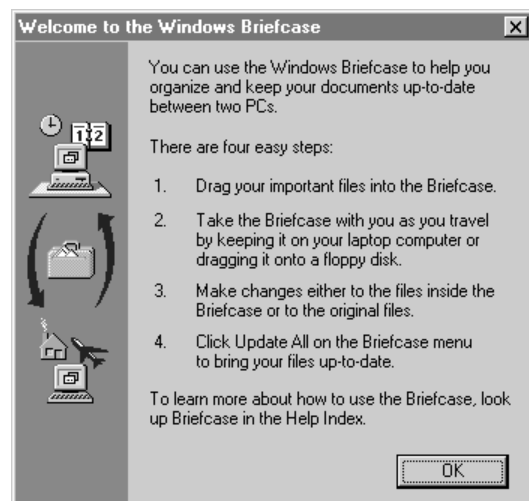 Welcome to the Windows Briefcase
You can use the Windows Briefcase to help you
organize and keep your documents up-to-date
between two PCs.
There are four easy steps:
1. Drag your important files into the Briefcase.
2. Take the Briefcase with you as you travel
by keeping it on your laptop computer or
dragging it onto a floppy disk.
3. Make changes either to the files inside the
Briefcase or to the original files.
4. Click Update All on the Briefcase menu
to bring your files up-to-date.
To learn more about how to use the Briefcase, look
up Briefcase in the Help Index.
OK